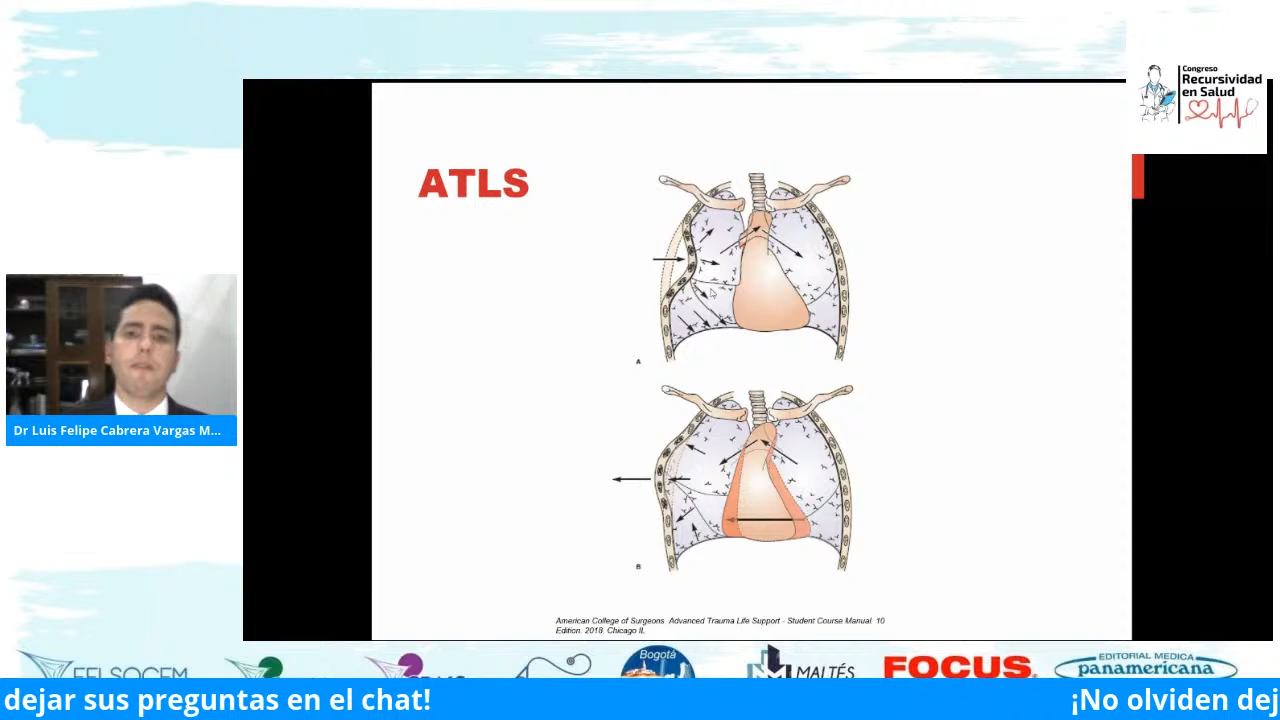 Congreso
Recursividad
en Salud
ATLS
A
B
Dr Luis Felipe Cabrera Vargas M...
American College of Surgeons Advanced Trauma Life Support - Student Course Manual 10
Edition. 2018. Chicago IL
FELSOCEM
Bogotá
MALTÉS
FOCUS
EDITORIAL MEDICA
panamericana
dejar sus preguntas en el chat!
¡No olviden dej